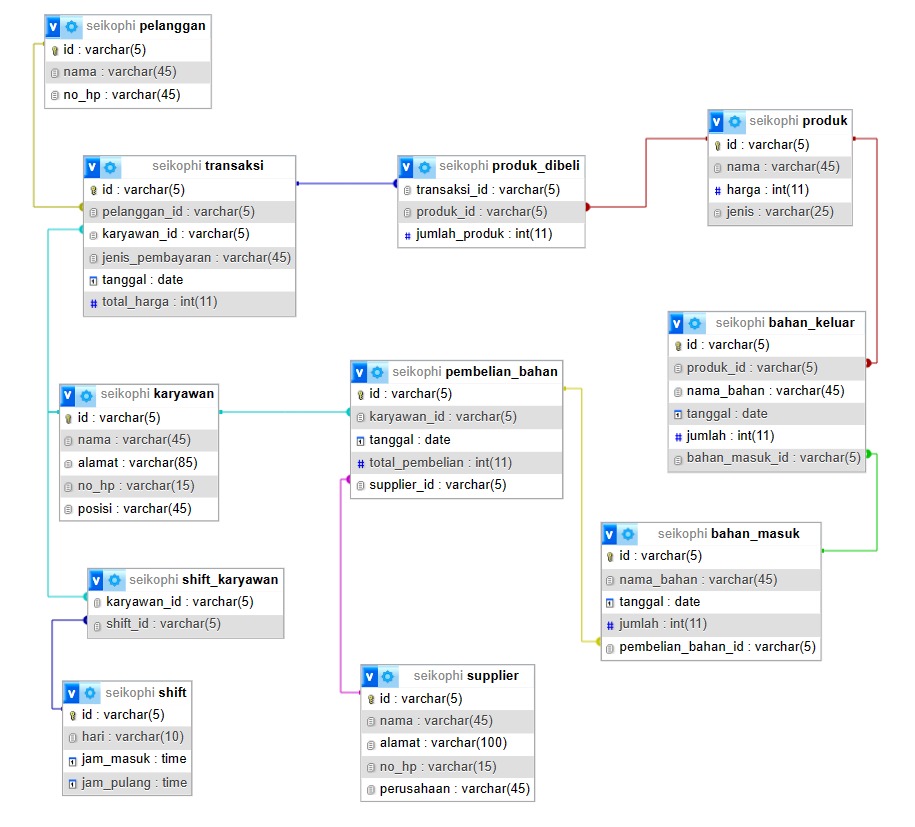 seikophi pelanggan
id : varchar(5)
nama : varchar(45)
no_hp : varchar(45)
seikophi transaksi
id : varchar(5)
pelanggan_id : varchar(5)
karyawan_id : varchar(5)
jenis_pembayaran : varchar(45)
tanggal : date
# total_harga : int(11)
seikophi produk_dibeli
transaksi_id : varchar(5)
produk_id : varchar(5)
# jumlah_produk : int(11)
seikophi produk
id : varchar(5)
nama : varchar(45)
# harga : int(11)
jenis : varchar(25)
seikophi bahan_keluar
id : varchar(5)
produk_id : varchar(5)
nama_bahan : varchar(45)
tanggal : date
# jumlah : int(11)
bahan_masuk_id : varchar(5)
seikophi karyawan
id : varchar(5)
nama : varchar(45)
alamat : varchar(85)
no_hp : varchar(15)
posisi : varchar(45)
seikophi pembelian_bahan
id : varchar(5)
karyawan_id : varchar(5)
tanggal : date
# total_pembelian : int(11)
supplier_id : varchar(5)
seikophi bahan_masuk
id : varchar(5)
nama_bahan : varchar(45)
tanggal : date
# jumlah : int(11)
pembelian_bahan_id : varchar(5)
seikophi shift_karyawan
karyawan_id : varchar(5)
shift_id : varchar(5)
seikophi shift
id : varchar(5)
hari : varchar(10)
jam_masuk : time
jam_pulang : time
seikophi supplier
id : varchar(5)
nama : varchar(45)
alamat : varchar(100)
no_hp : varchar(15)
perusahaan : varchar(45)